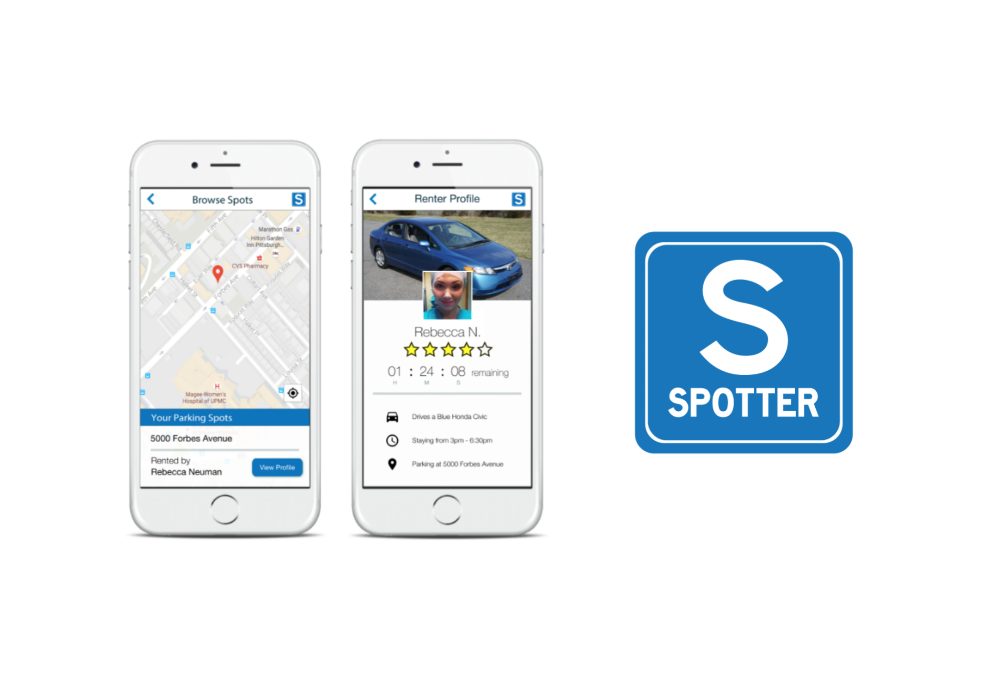 Browse Spots
S
Marathon Gas
Hilton Garden
Inn Pittsburgh...
CVS Pharmacy
Forbes Ave
H
Magee-Women's
Hospital of UPMC
Your Parking Spots
5000 Forbes Avenue
Rented by
Rebecca Neuman
View Profile
Renter Profile
S
Rebecca N.
01 : 24 : 08 remaining
H M S
Drives a Blue Honda Civic
Staying from 3pm - 6:30pm
Parking at 5000 Forbes Avenue
S
SPOTTER